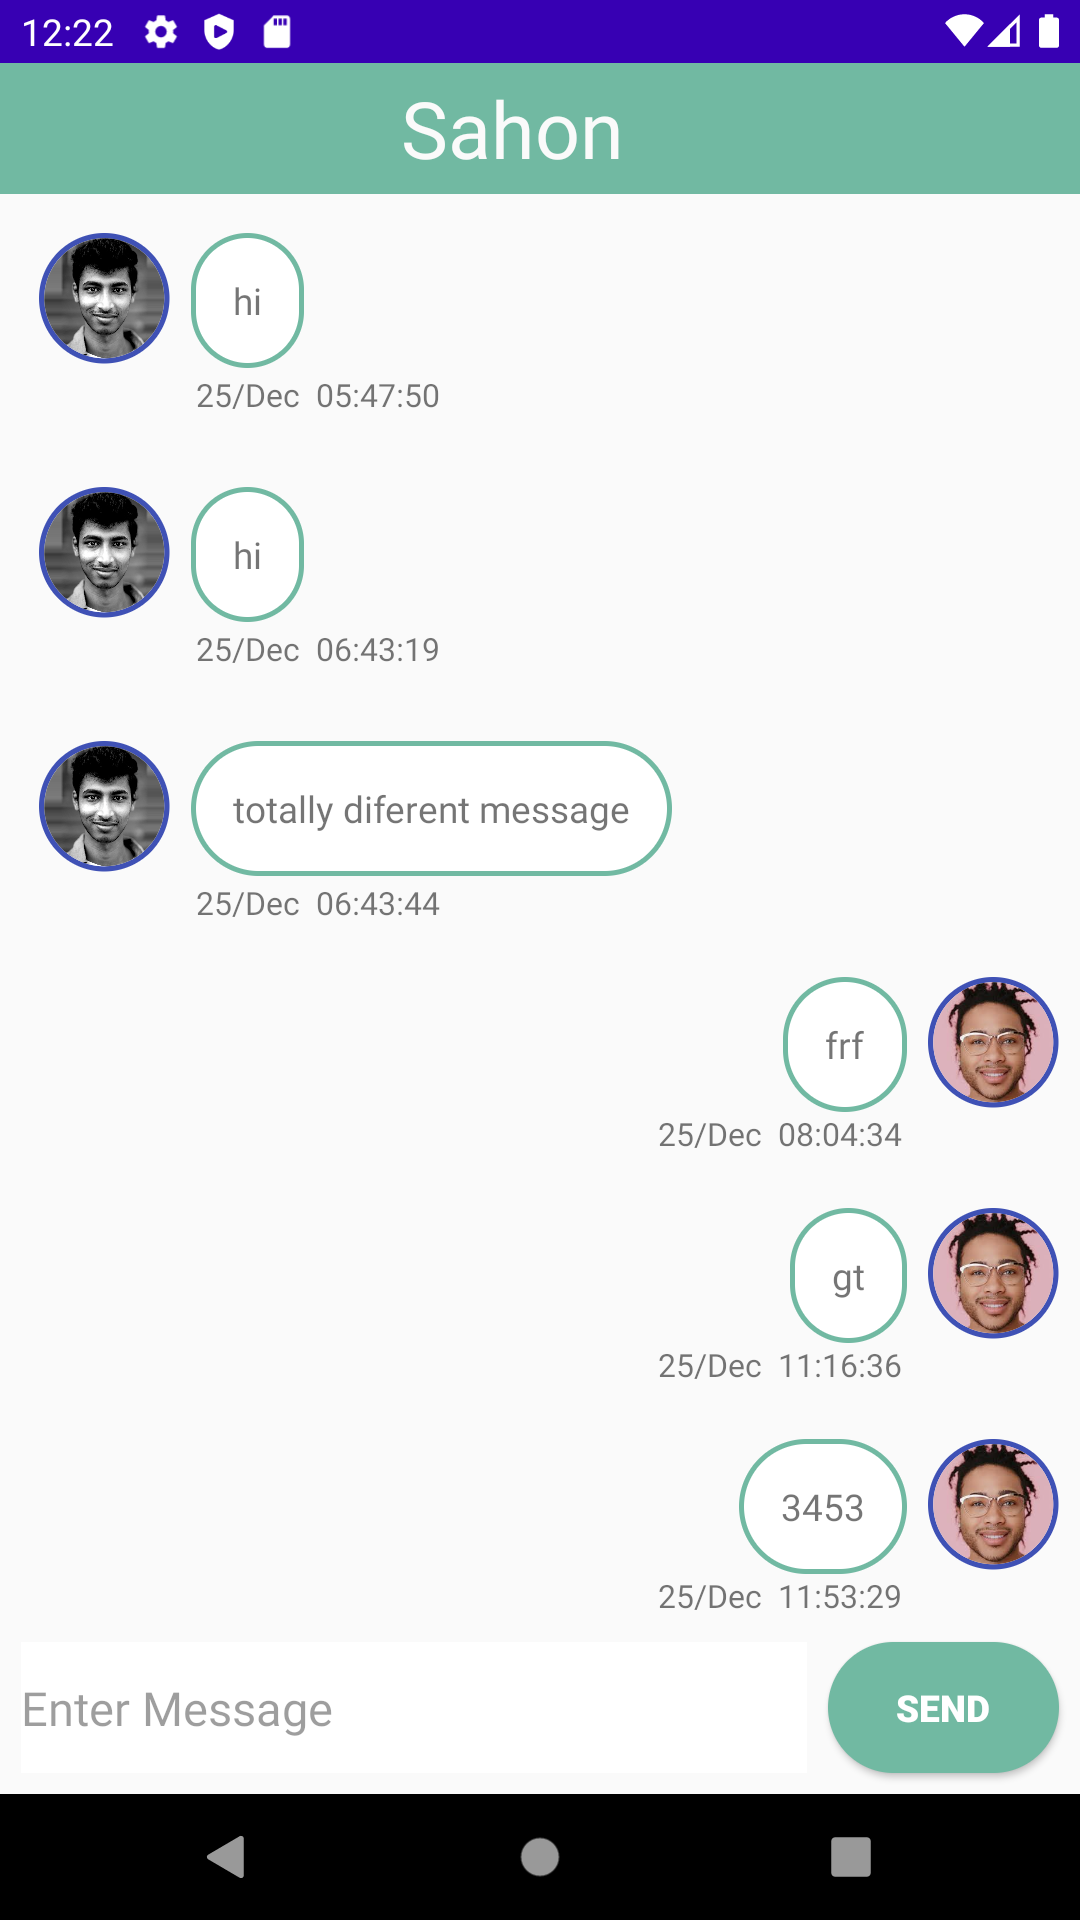 12:22
Sahon
hi
25/Dec 05:47:50
hi
25/Dec 06:43:19
totally diferent message
25/Dec 06:43:44
frf
25/Dec 08:04:34
gt
25/Dec 11:16:36
3453
25/Dec 11:53:29
Enter Message
SEND